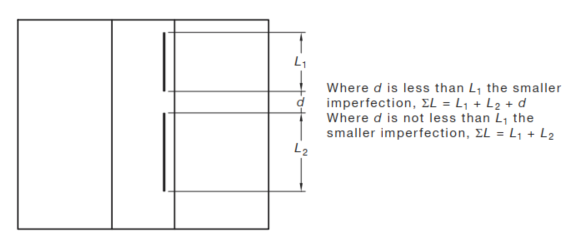 L₁
d
L₂
Where d is less than L₁ the smaller
imperfection, ΣL = L₁ + L₂ + d
Where d is not less than L₁ the
smaller imperfection, ΣL = L₁ + L₂